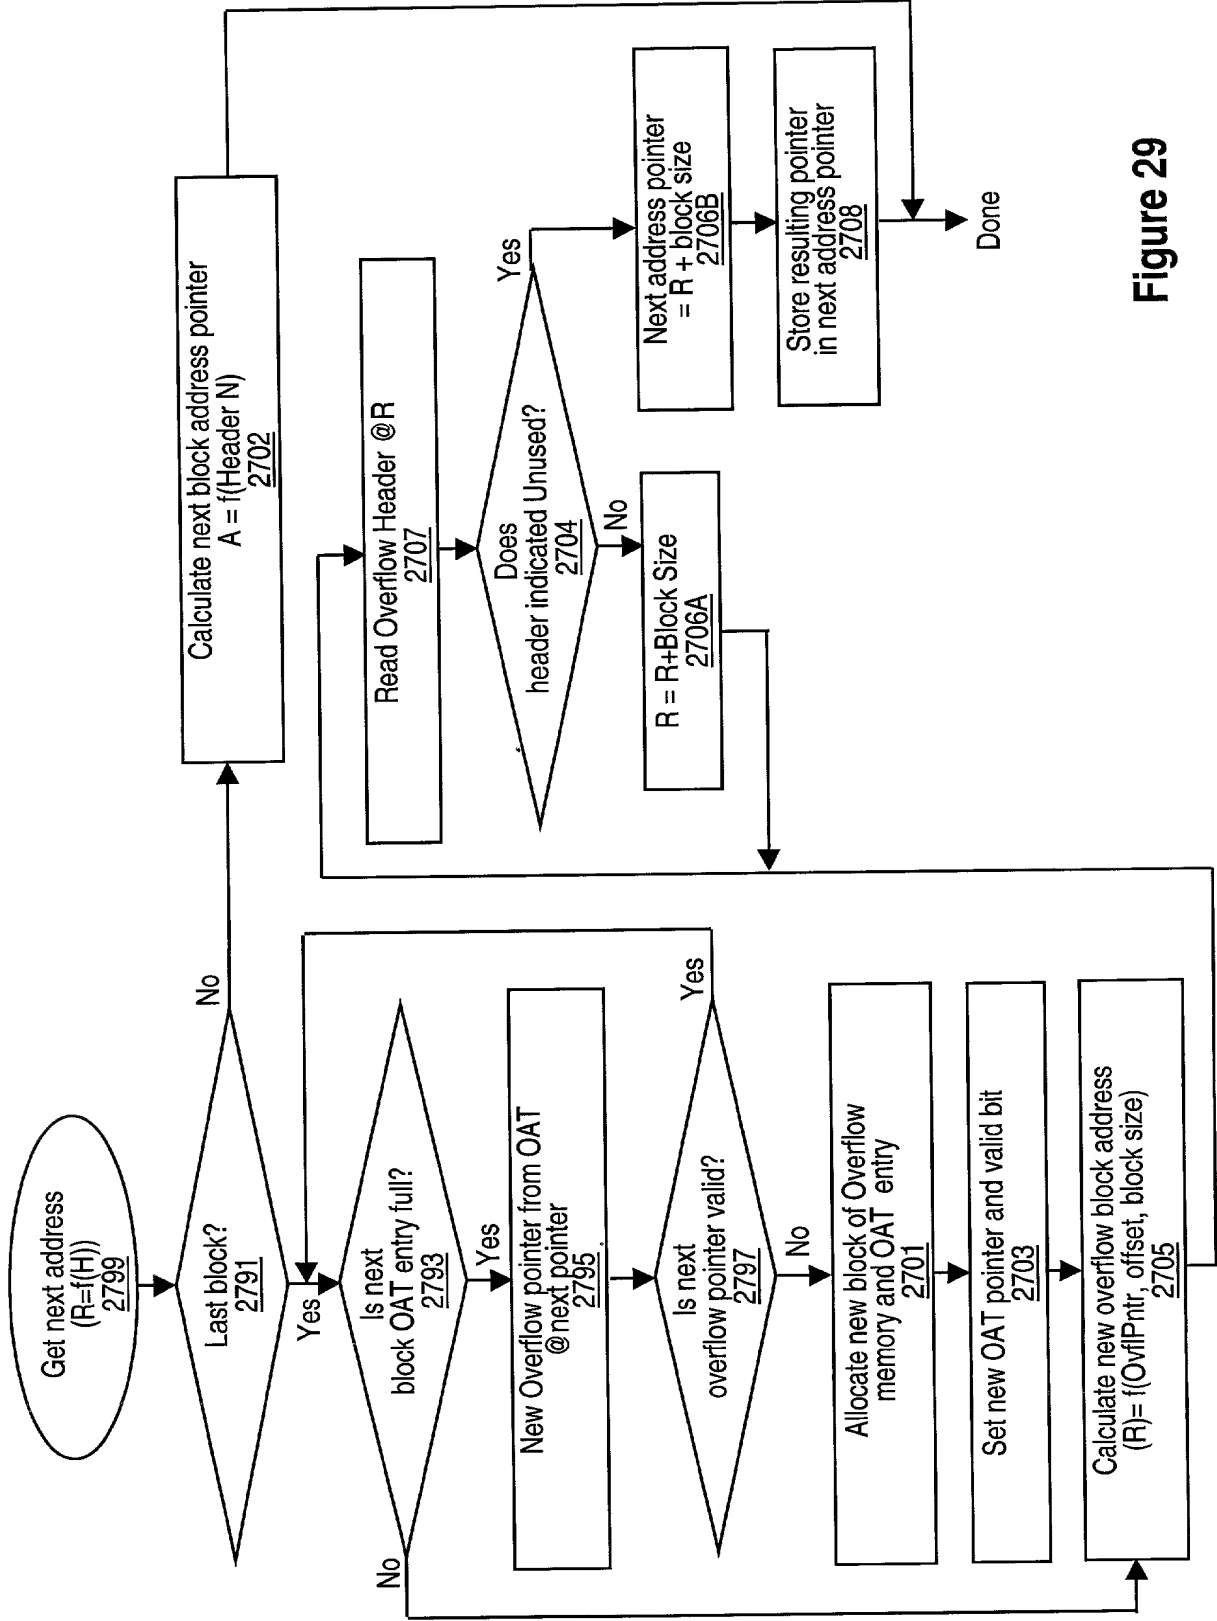 Get next address
(R=f(H))
2799
Last block?
2791
No
Yes
Is next
block OAT entry full?
2793
No
Yes
New Overflow pointer from OAT
@next pointer
2795
Is next
overflow pointer valid?
2797
Yes
No
Allocate new block of Overflow
memory and OAT entry
2701
Set new OAT pointer and valid bit
2703
Calculate new overflow block address
(R)= f(OvflPntr, offset, block size)
2705
Calculate next block address pointer
A = f(Header N)
2702
Read Overflow Header @R
2707
Does
header indicated Unused?
2704
Yes
No
R = R+Block Size
2706A
Next address pointer
= R + block size
2706B
Store resulting pointer
in next address pointer
2708
Done
Figure 29